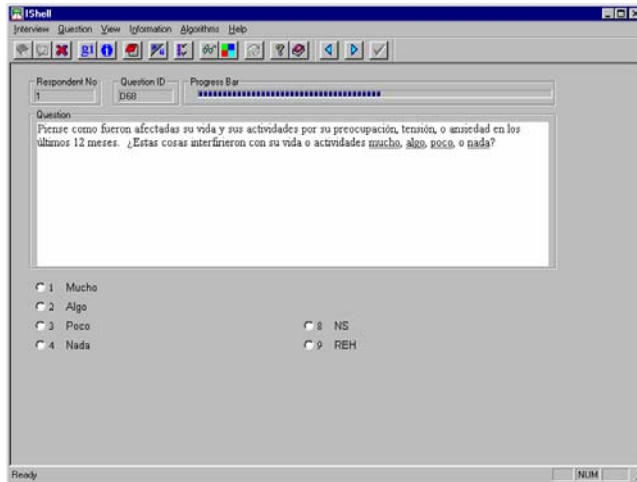 IShell
Interview Question View Information Algorithms Help
g1
Respondent No
Question ID
Progress Bar
1
D68
Question
Piense como fueron afectadas su vida y sus actividades por su preocupación, tensión, o ansiedad en los
últimos 12 meses. ¿Estas cosas interfirieron con su vida o actividades mucho, algo, poco, o nada?
1 Mucho
2 Algo
3 Poco
8 NS
4 Nada
9 REH
Ready
NUM